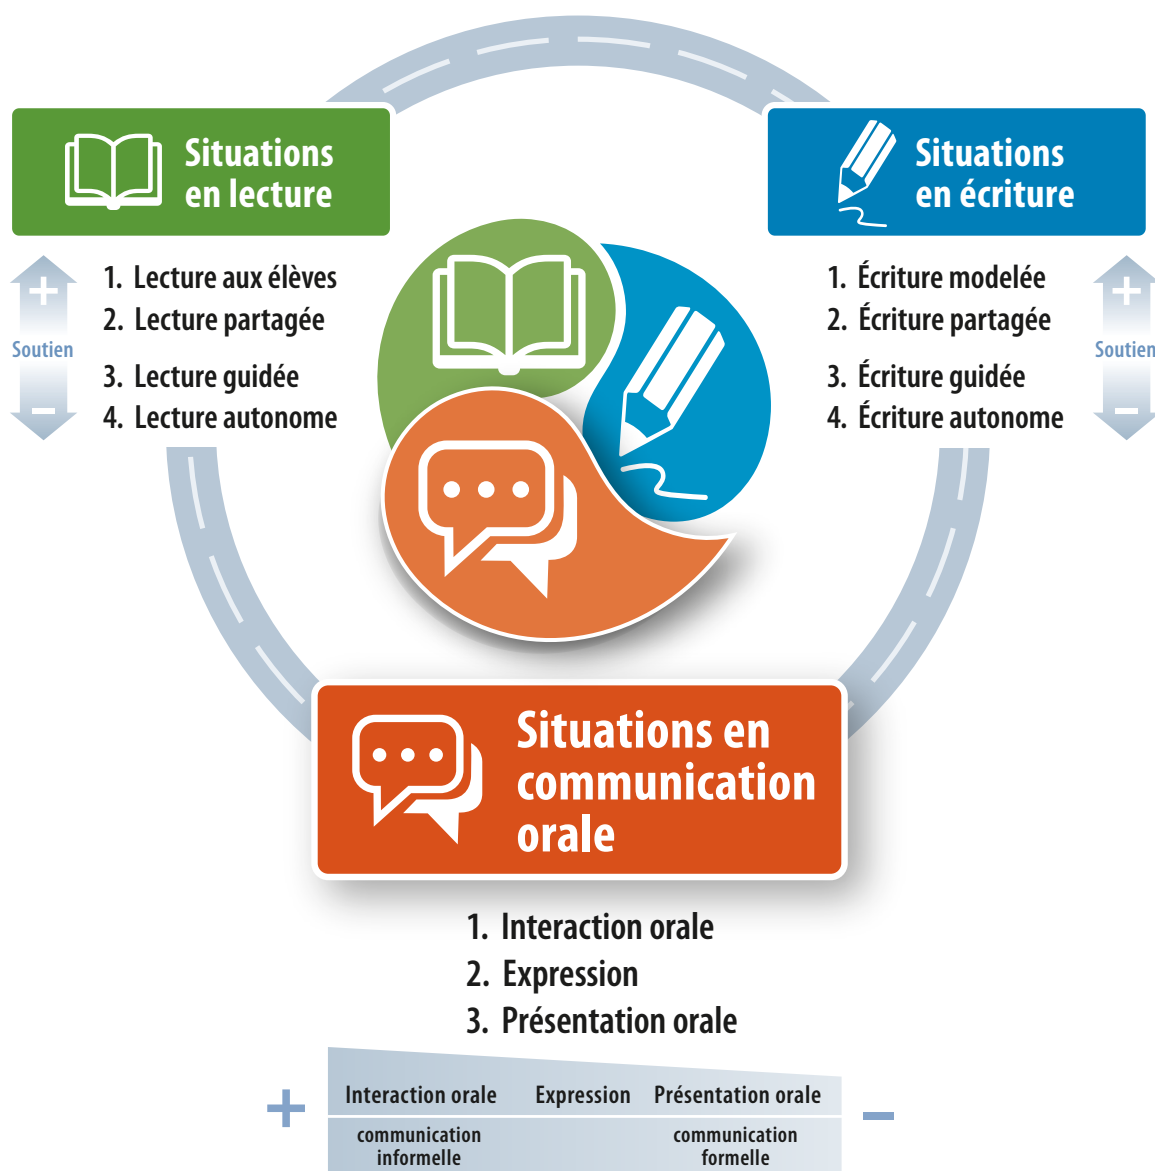 Situations
en lecture
+
Soutien
–
1. Lecture aux élèves
2. Lecture partagée
3. Lecture guidée
4. Lecture autonome
Situations
en écriture
1. Écriture modelée
2. Écriture partagée
3. Écriture guidée
4. Écriture autonome
+
Soutien
–
Situations en
communication
orale
1. Interaction orale
2. Expression
3. Présentation orale
+
Interaction orale Expression Présentation orale
–
communication
informelle
communication
formelle